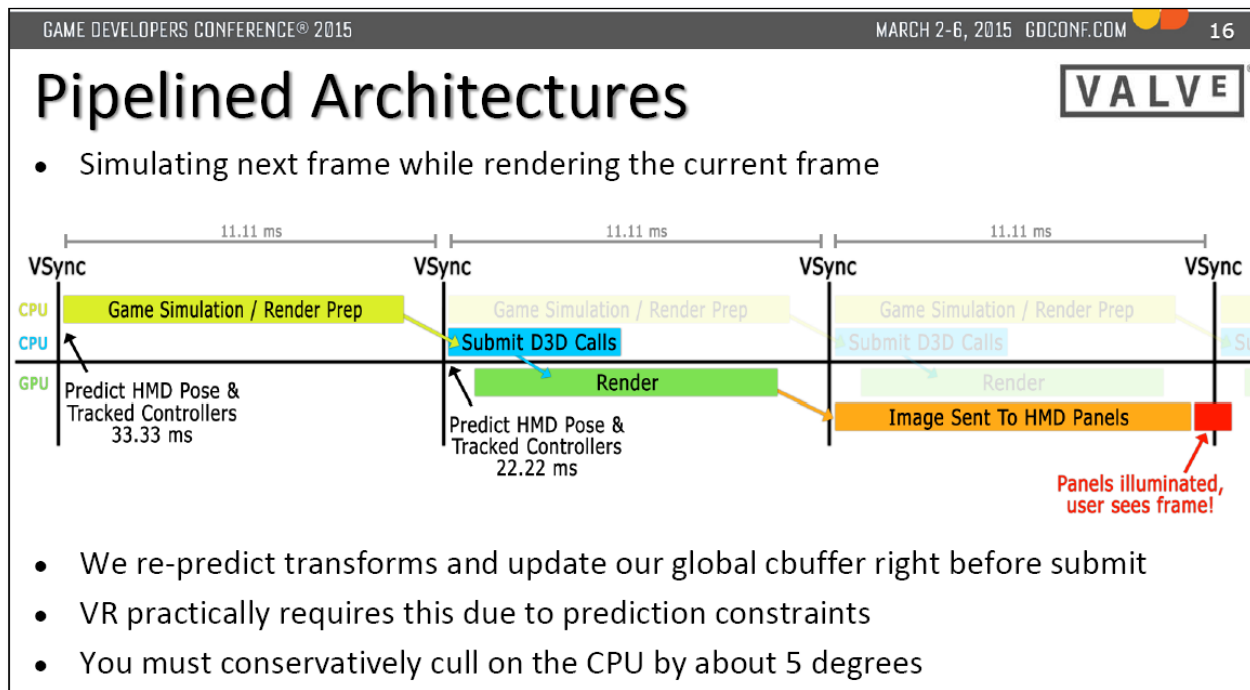 GAME DEVELOPERS CONFERENCE® 2015
MARCH 2-6, 2015 GDCONF.COM
16
Pipelined Architectures
VALVE®
• Simulating next frame while rendering the current frame
11.11 ms
11.11 ms
11.11 ms
VSync
VSync
VSync
VSync
CPU
Game Simulation / Render Prep
Game Simulation / Render Prep
Game Simulation / Render Prep
CPU
Submit D3D Calls
Submit D3D Calls
Su
GPU
Render
Render
Predict HMD Pose &
Tracked Controllers
33.33 ms
Predict HMD Pose &
Tracked Controllers
22.22 ms
Image Sent To HMD Panels
Panels illuminated,
user sees frame!
• We re-predict transforms and update our global cbuffer right before submit
• VR practically requires this due to prediction constraints
• You must conservatively cull on the CPU by about 5 degrees